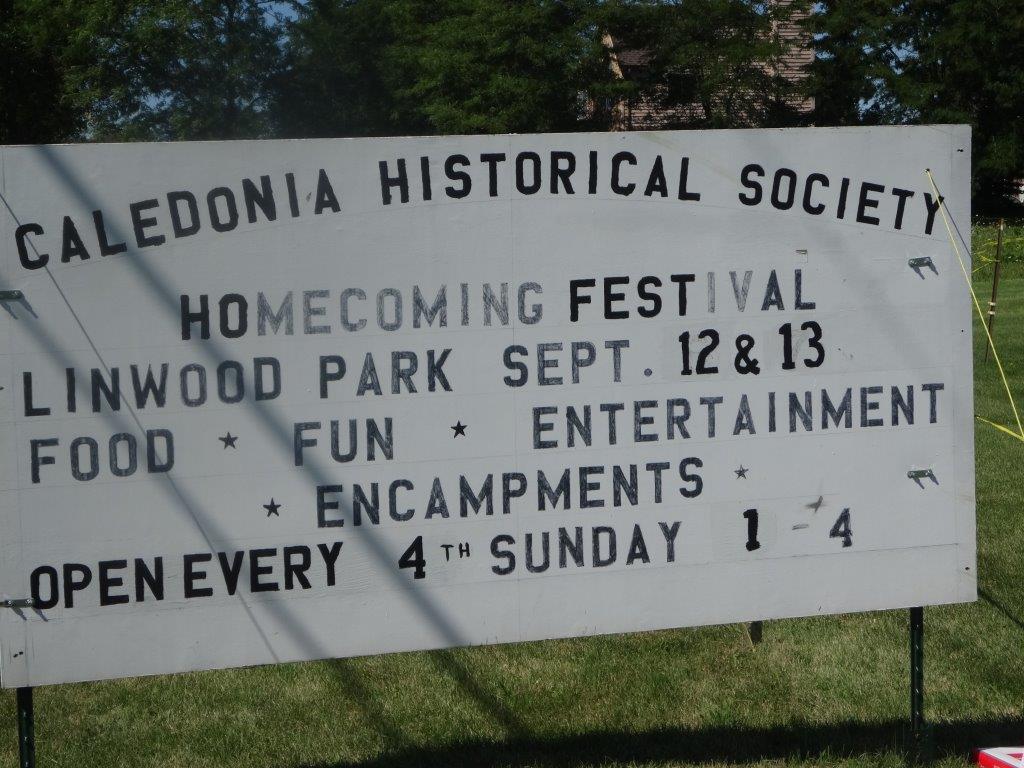 CALEDONIA HISTORICAL SOCIETY
HOMECOMING FESTIVAL
LINWOOD PARK SEPT. 12 & 13
FOOD * FUN * ENTERTAINMENT
* ENCAMPMENTS *
OPEN EVERY 4TH SUNDAY 1-4